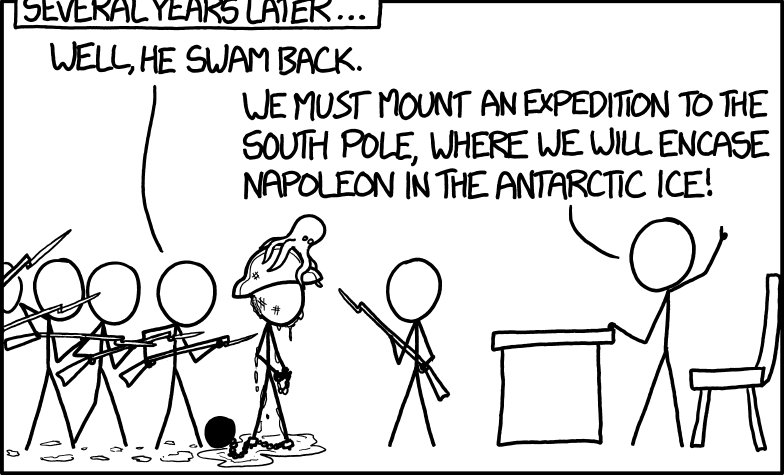 SEVERAL YEARS LATER...
WELL, HE SWAM BACK.
WE MUST MOUNT AN EXPEDITION TO THE
SOUTH POLE, WHERE WE WILL ENCASE
NAPOLEON IN THE ANTARCTIC ICE!